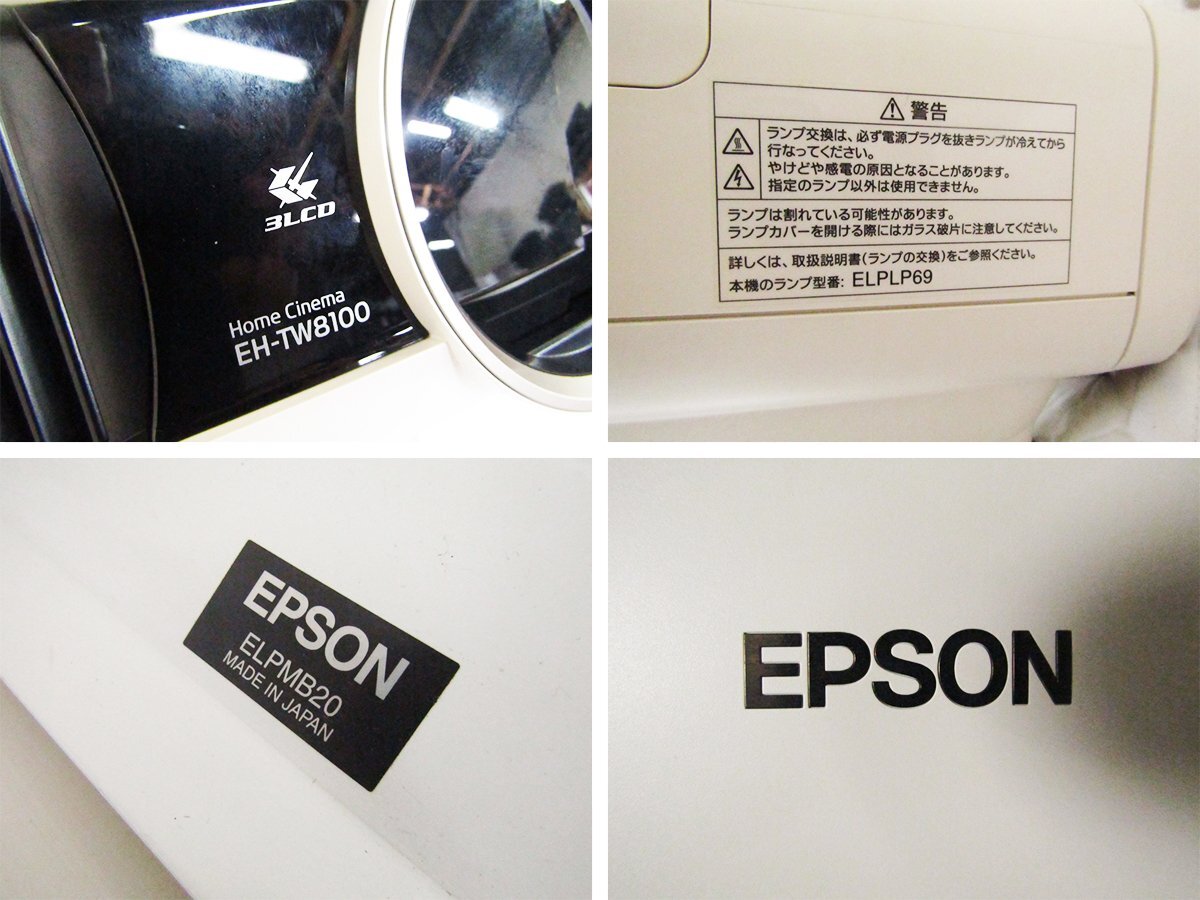 3LCD
Home Cinema
EH-TW8100
警告
ランプ交換は、必ず電源プラグを抜きランプが冷えてから
行なってください。
やけどや感電の原因となることがあります。
指定のランプ以外は使用できません。
ランプは割れている可能性があります。
ランプカバーを開ける際にはガラス破片に注意してください。
詳しくは、取扱説明書(ランプの交換)をご参照ください。
本機のランプ型番: ELPLP69
EPSON
ELPMB20
MADE IN JAPAN
EPSON